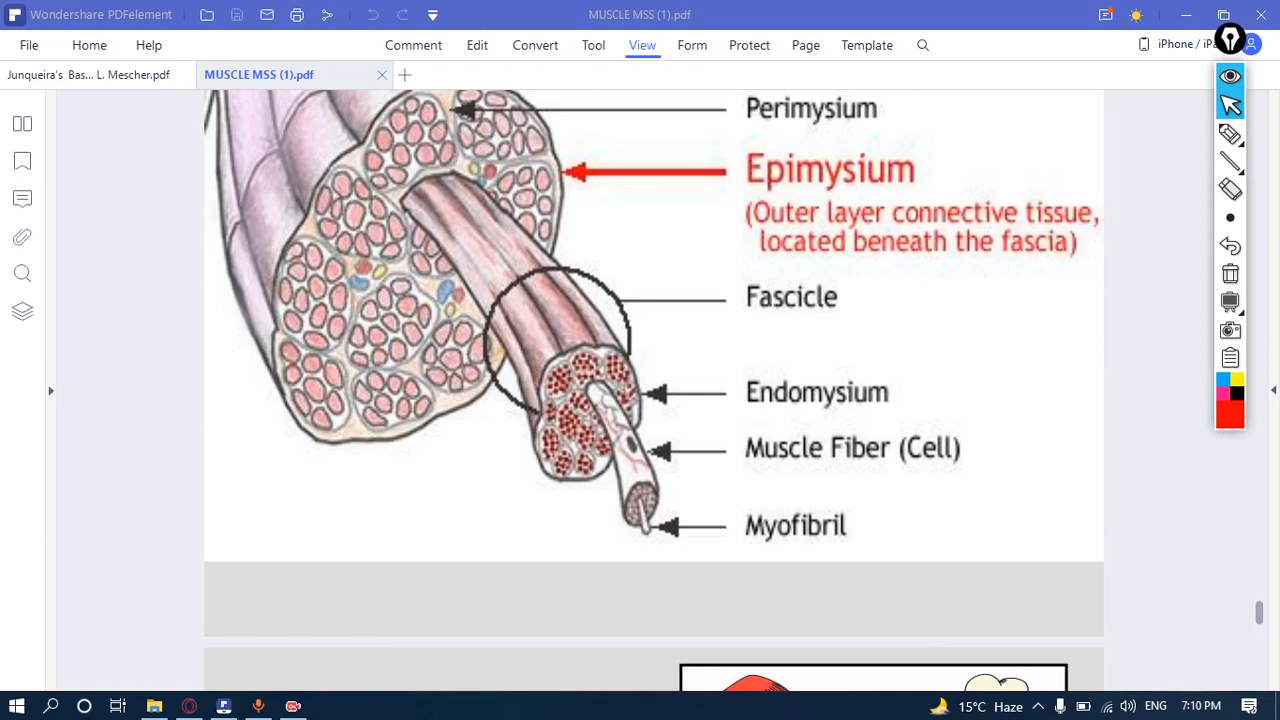 Wondershare PDFelement
MUSCLE MSS (1).pdf
File
Home
Help
Comment
Edit
Convert
Tool
View
Form
Protect
Page
Template
iPhone / iPa
Junqueira's Bas... L. Mescher.pdf
MUSCLE MSS (1).pdf
Perimysium
Epimysium
(Outer layer connective tissue,
located beneath the fascia)
Fascicle
Endomysium
Muscle Fiber (Cell)
Myofibril
15°C Haze
ENG
7:10 PM